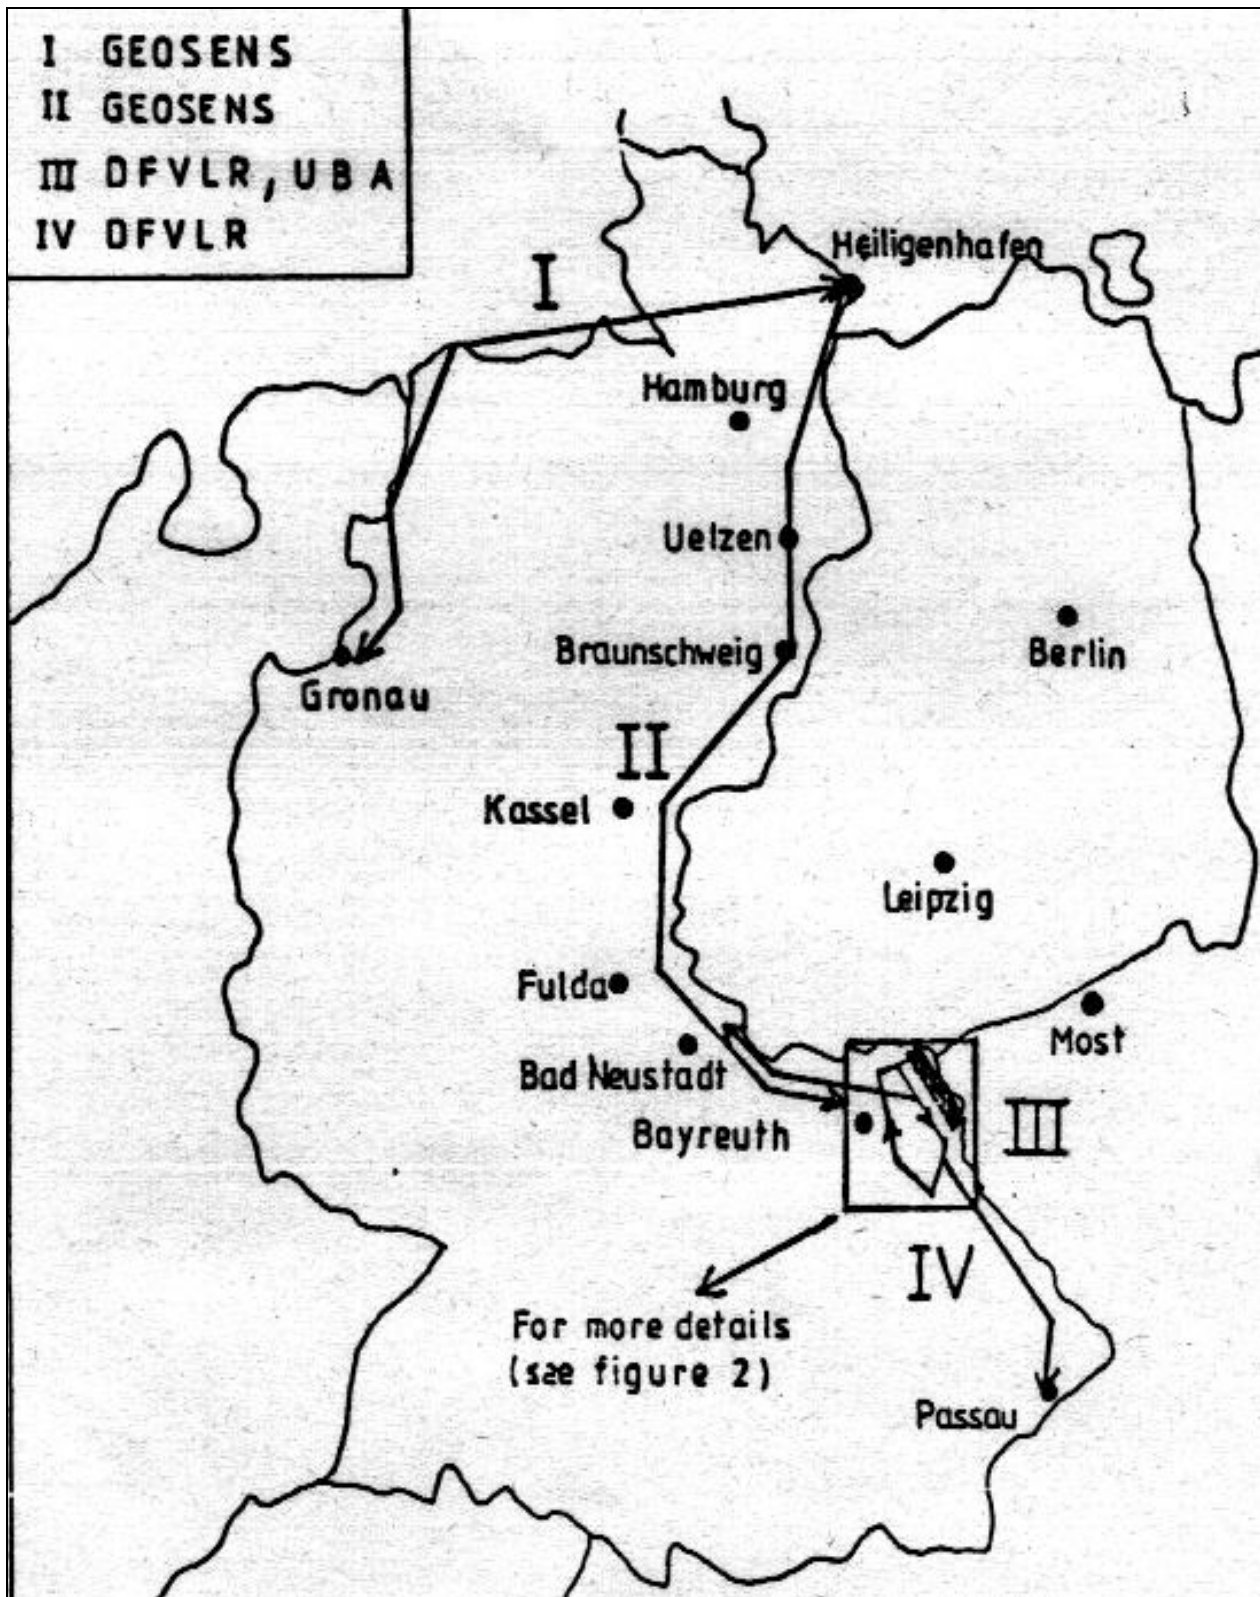 I GEOSENS
II GEOSENS
III DFVLR, UBA
IV DFVLR
Heiligenhafen
I
Hamburg
Uelzen
Braunschweig
Berlin
Gronau
II
Kassel
Leipzig
Fulda
Most
Bad Neustadt
III
Bayreuth
IV
For more details
(see figure 2)
Passau